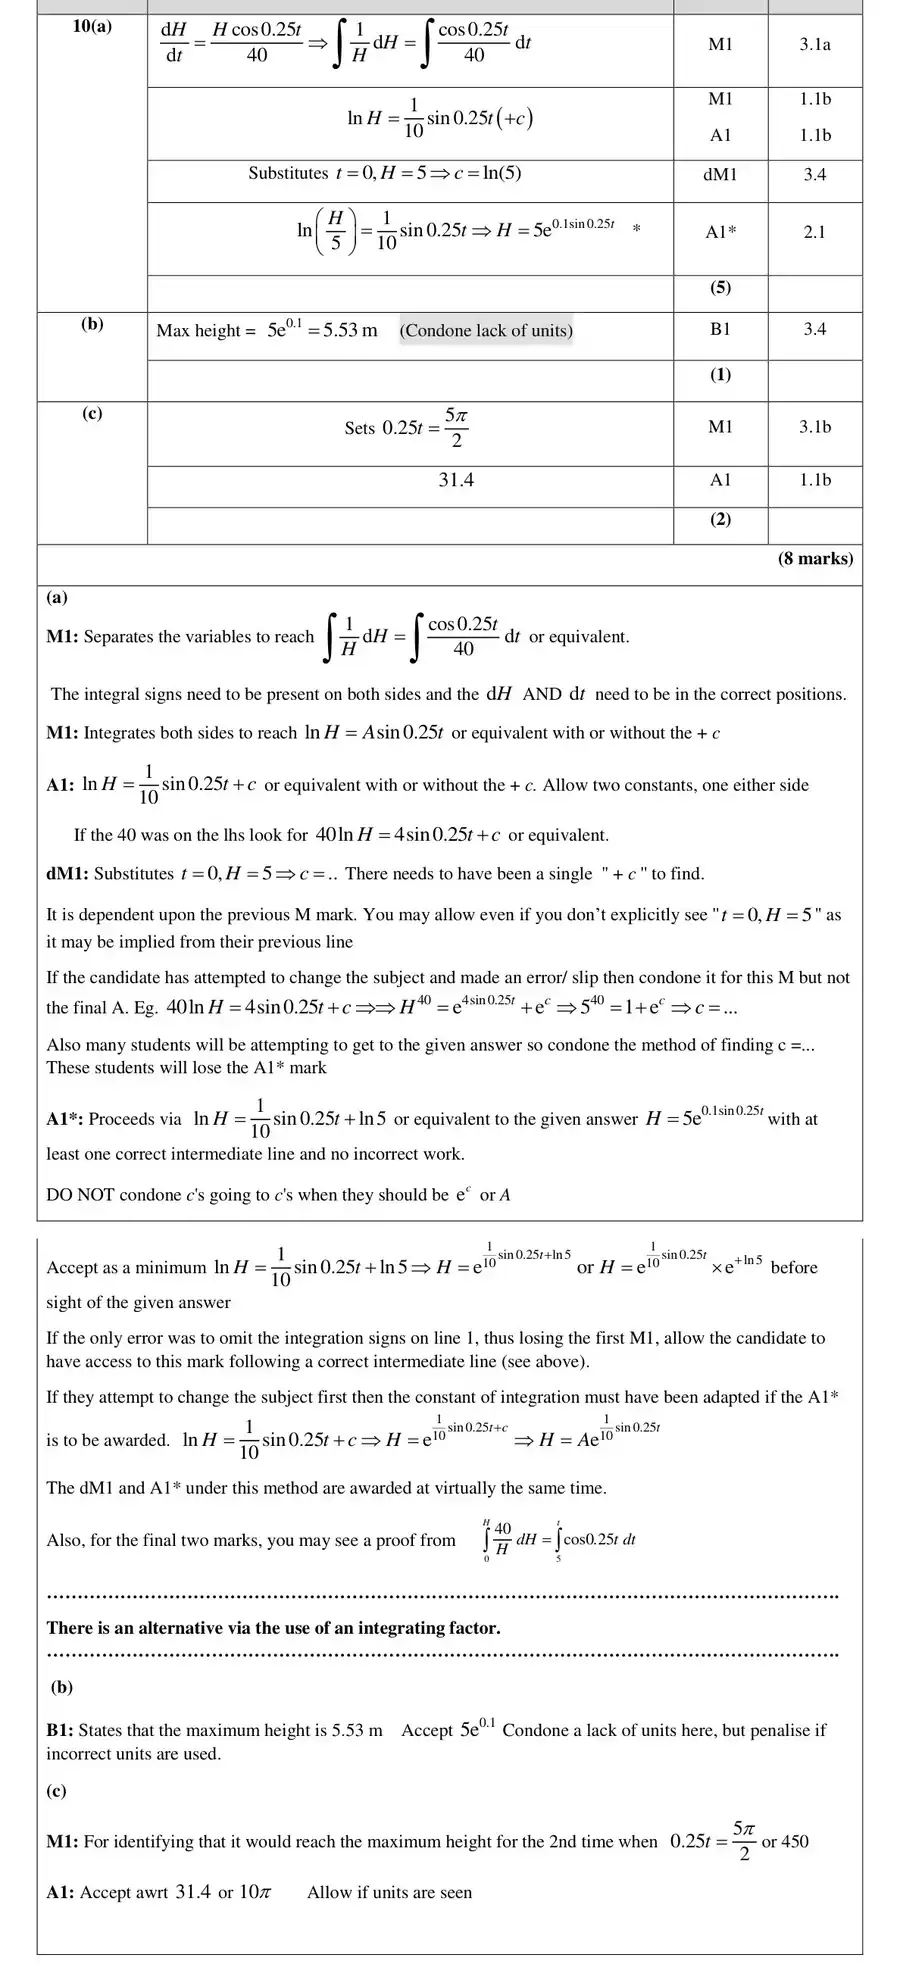 10(a) dH/dt = H cos 0.25t/40 ⇒ ∫ 1/H dH = ∫ cos 0.25t/40 dt M1 3.1a
ln H = 1/10 sin 0.25t (+c) M1 1.1b
A1 1.1b
Substitutes t = 0, H = 5 ⇒ c = ln(5) dM1 3.4
ln(H/5) = 1/10 sin 0.25t ⇒ H = 5e^{0.1 sin 0.25t} * A1* 2.1
(5)
(b) Max height = 5e^{0.1} = 5.53 m (Condone lack of units) B1 3.4
(1)
(c) Sets 0.25t = 5π/2 M1 3.1b
31.4 A1 1.1b
(2)
(8 marks)
(a)
M1: Separates the variables to reach ∫ 1/H dH = ∫ cos 0.25t/40 dt or equivalent.
The integral signs need to be present on both sides and the dH AND dt need to be in the correct positions.
M1: Integrates both sides to reach ln H = A sin 0.25t or equivalent with or without the + c
A1: ln H = 1/10 sin 0.25t + c or equivalent with or without the + c. Allow two constants, one either side
If the 40 was on the lhs look for 40 ln H = 4 sin 0.25t + c or equivalent.
dM1: Substitutes t = 0, H = 5 ⇒ c = .. There needs to have been a single " + c " to find.
It is dependent upon the previous M mark. You may allow even if you don’t explicitly see "t = 0, H = 5" as
it may be implied from their previous line
If the candidate has attempted to change the subject and made an error/ slip then condone it for this M but not
the final A. Eg. 40 ln H = 4 sin 0.25t + c ⇒⇒ H^{40} = e^{4 sin 0.25t} + e^c ⇒ 5^{40} = 1 + e^c ⇒ c = ...
Also many students will be attempting to get to the given answer so condone the method of finding c =...
These students will lose the A1* mark
A1*: Proceeds via ln H = 1/10 sin 0.25t + ln 5 or equivalent to the given answer H = 5e^{0.1 sin 0.25t} with at
least one correct intermediate line and no incorrect work.
DO NOT condone c's going to c's when they should be e^c or A
Accept as a minimum ln H = 1/10 sin 0.25t + ln 5 ⇒ H = e^{1/10 sin 0.25t + ln 5} or H = e^{1/10 sin 0.25t} × e^{+ ln 5} before
sight of the given answer
If the only error was to omit the integration signs on line 1, thus losing the first M1, allow the candidate to
have access to this mark following a correct intermediate line (see above).
If they attempt to change the subject first then the constant of integration must have been adapted if the A1*
is to be awarded. ln H = 1/10 sin 0.25t + c ⇒ H = e^{1/10 sin 0.25t + c} ⇒ H = Ae^{1/10 sin 0.25t}
The dM1 and A1* under this method are awarded at virtually the same time.
Also, for the final two marks, you may see a proof from ∫_0^H 40/H dH = ∫_5^t cos 0.25t dt
There is an alternative via the use of an integrating factor.
(b)
B1: States that the maximum height is 5.53 m Accept 5e^{0.1} Condone a lack of units here, but penalise if
incorrect units are used.
(c)
M1: For identifying that it would reach the maximum height for the 2nd time when 0.25t = 5π/2 or 450
A1: Accept awrt 31.4 or 10π Allow if units are seen